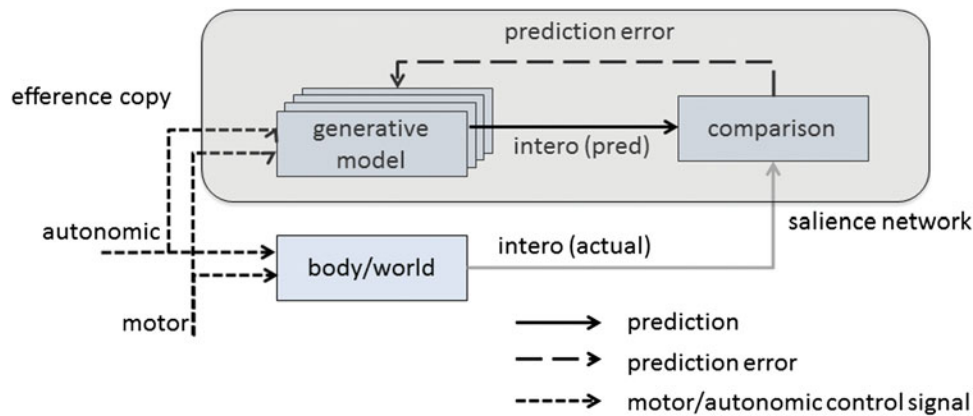 prediction error
efference copy
generative
model
intero (pred)
comparison
salience network
autonomic
intero (actual)
body/world
motor
prediction
prediction error
motor/autonomic control signal